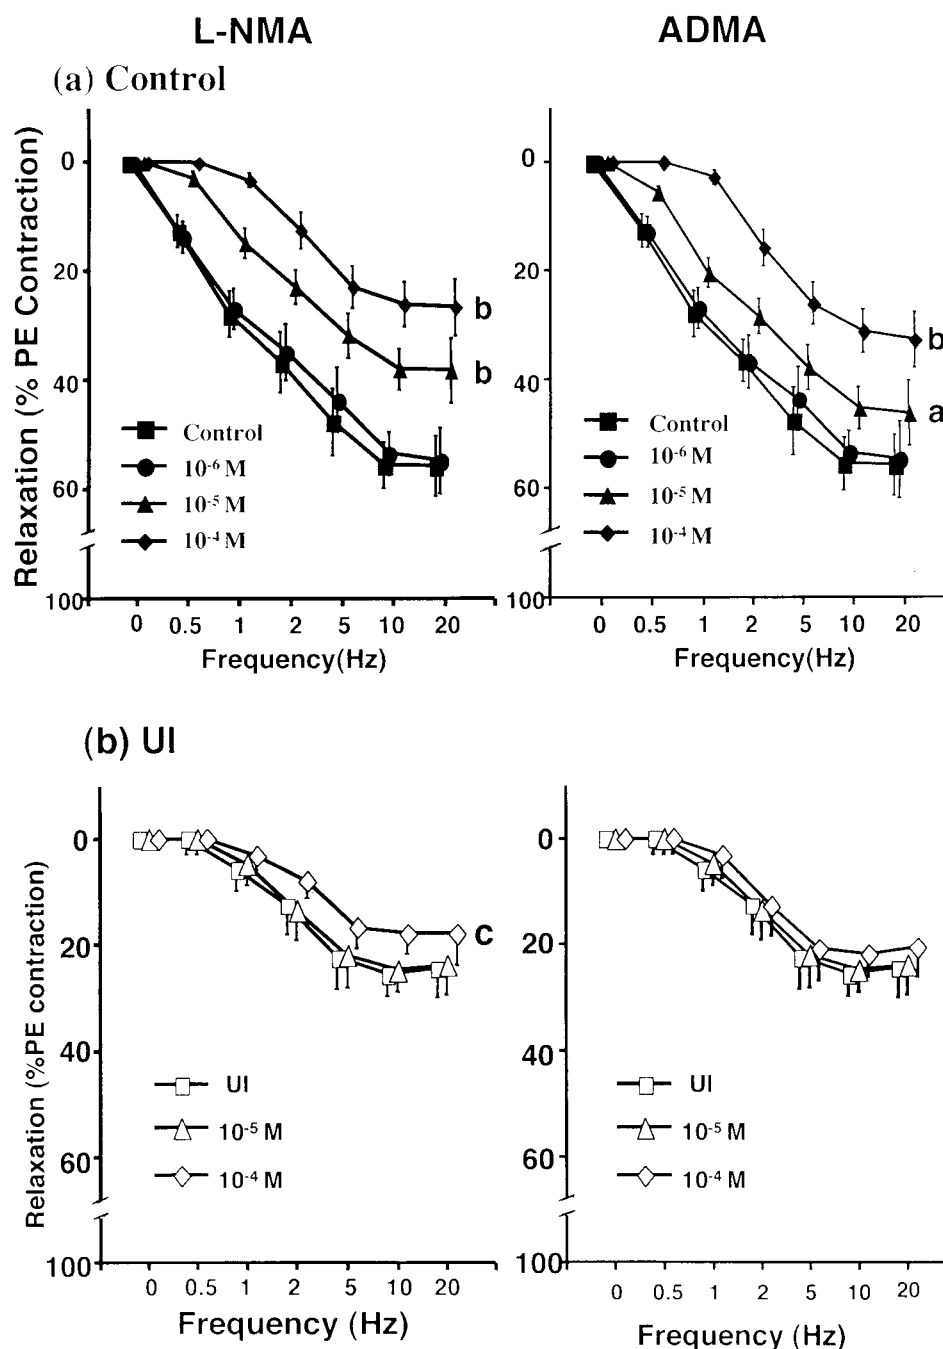 L-NMA ADMA
(a) Control
Relaxation (% PE Contraction)
0
20
40
60
100
Control
10-6 M
10-5 M
10-4 M
b
b
0 0.5 1 2 5 10 20
Frequency(Hz)
0
20
40
60
100
Control
10-6 M
10-5 M
10-4 M
b
a
0 0.5 1 2 5 10 20
Frequency(Hz)
(b) UI
Relaxation (%PE contraction)
0
20
40
60
100
UI
10-5 M
10-4 M
c
0 0.5 1 2 5 10 20
Frequency (Hz)
0
20
40
60
100
UI
10-5 M
10-4 M
0 0.5 1 2 5 10 20
Frequency (Hz)